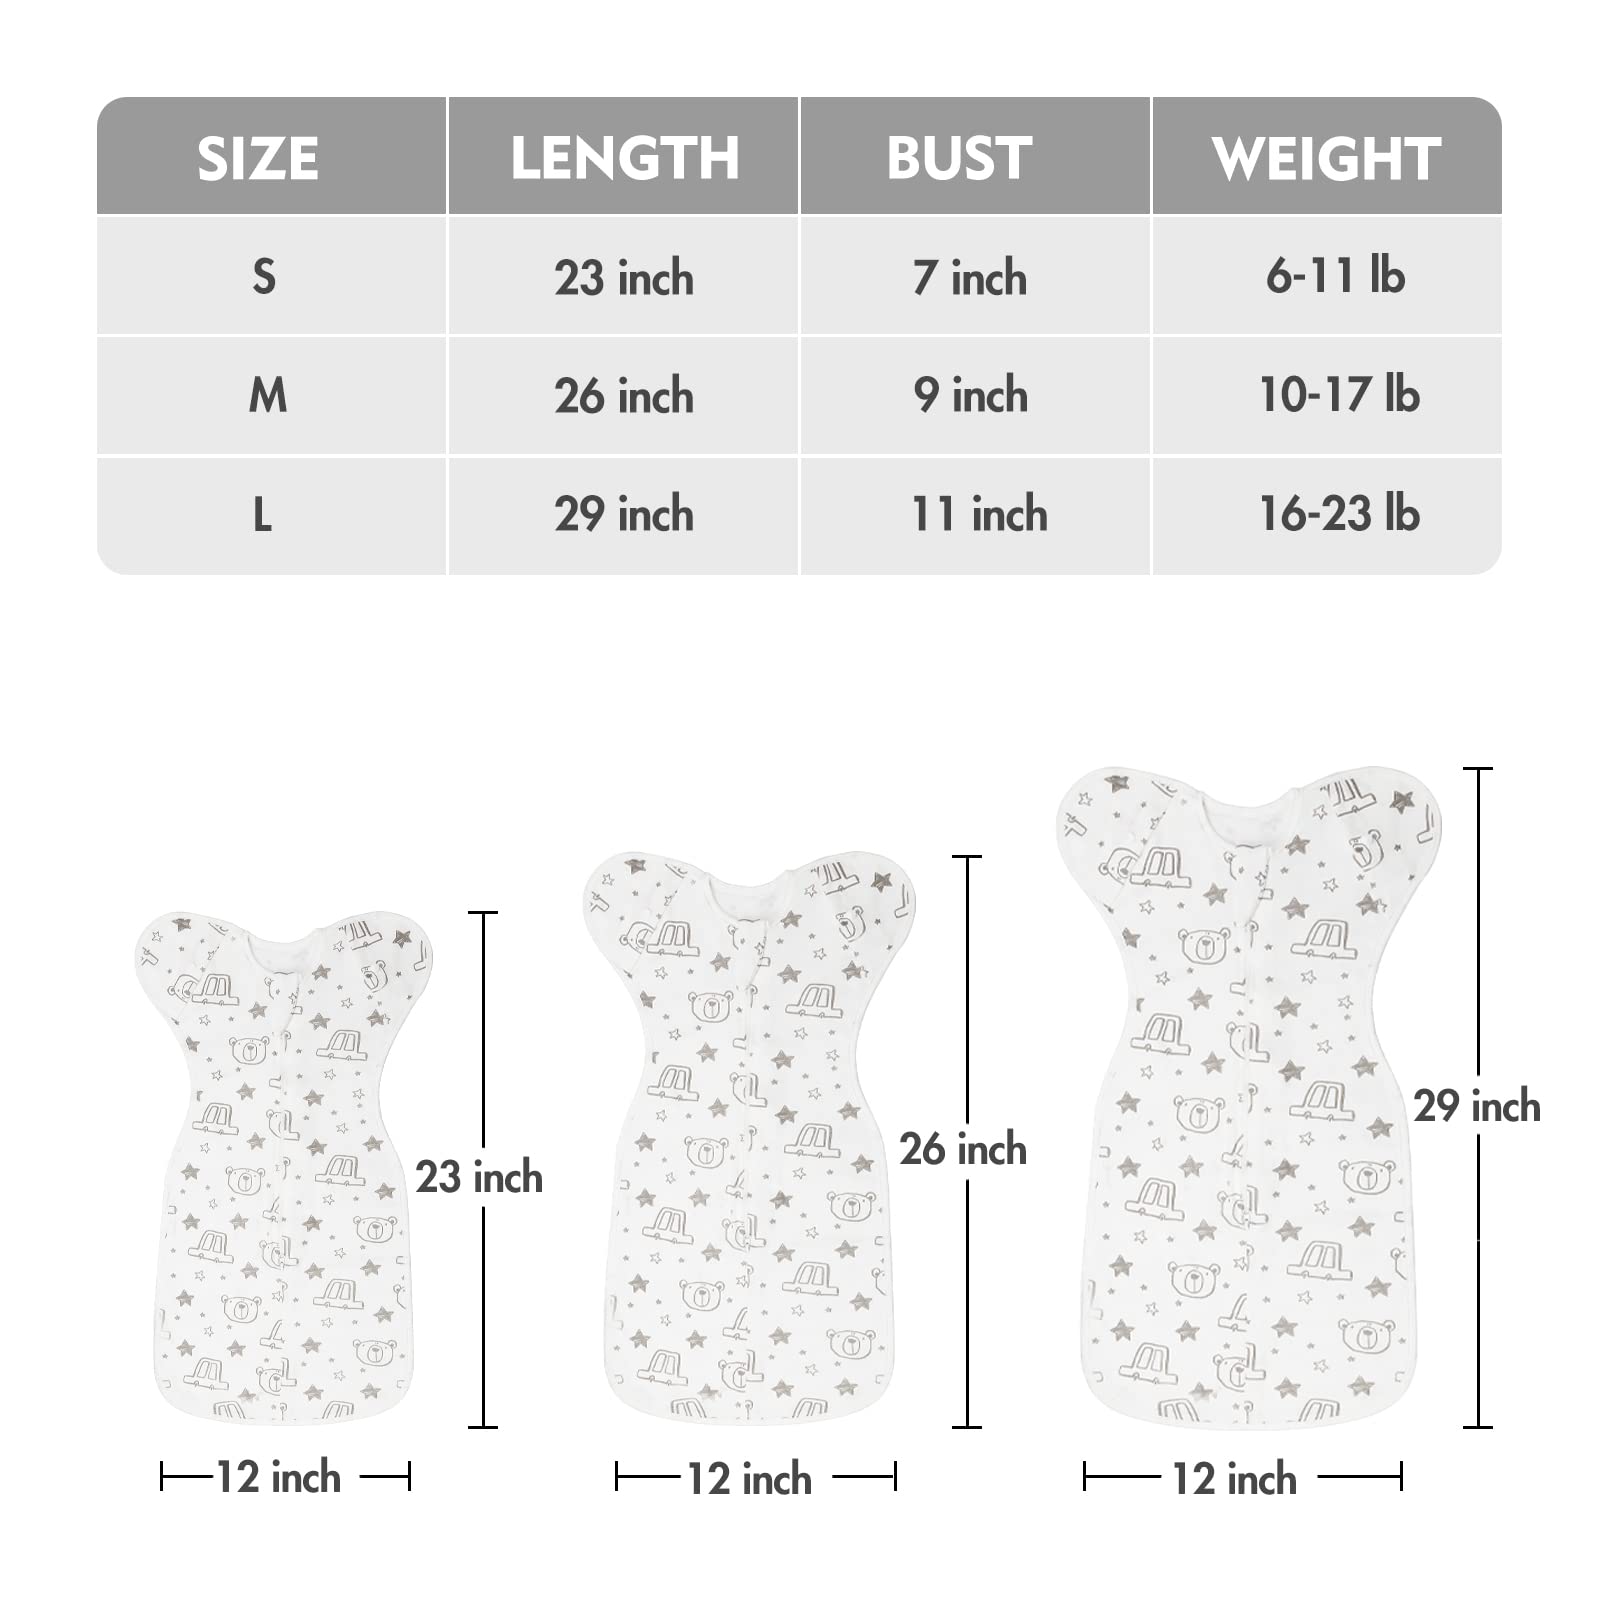 SIZE LENGTH BUST WEIGHT
S 23 inch 7 inch 6-11 lb
M 26 inch 9 inch 10-17 lb
L 29 inch 11 inch 16-23 lb
29 inch
26 inch
23 inch
12 inch 12 inch 12 inch